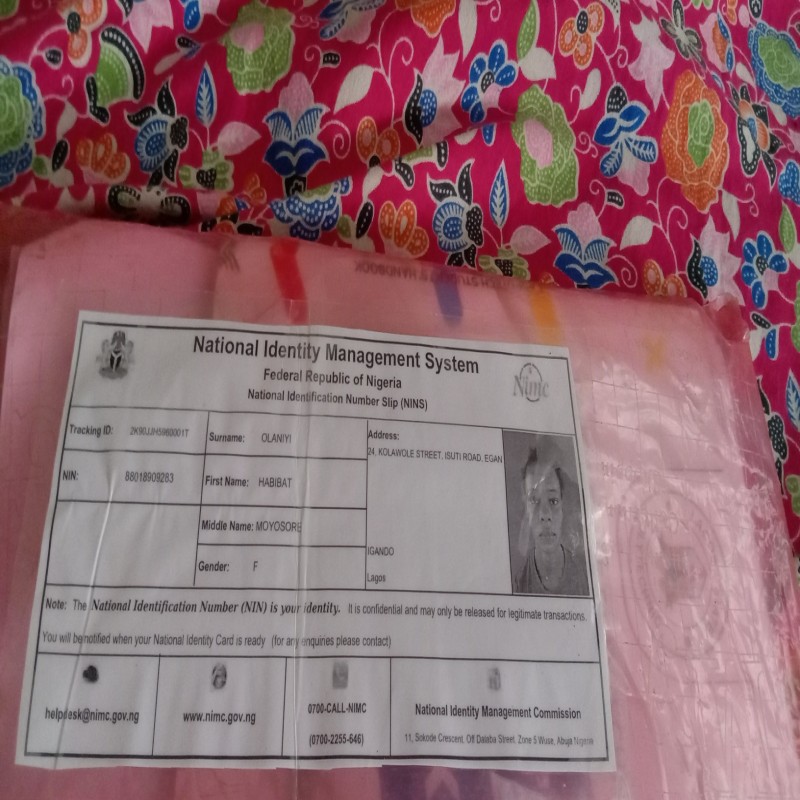 National Identity Management System
Federal Republic of Nigeria
National Identification Number Slip (NINS)
Nimc
Tracking ID:
Surname: OLANIYI
Address:
24, KOLAWOLE STREET, ISUTI ROAD, EGAN
NIN: 88018909283
First Name: HABIBAT
Middle Name: MOYOSORE
IGANDO
Gender: F
Lagos
Note: The National Identification Number (NIN) is your identity. It is confidential and may only be released for legitimate transactions.
You will be notified when your National Identity Card is ready (for any enquiries please contact)
helpdesk@nimc.gov.ng
www.nimc.gov.ng
0700-CALL-NIMC
(0700-2255-646)
National Identity Management Commission
11, Sokode Crescent, Off Dalaba Street, Zone 5 Wuse, Abuja Nigeria